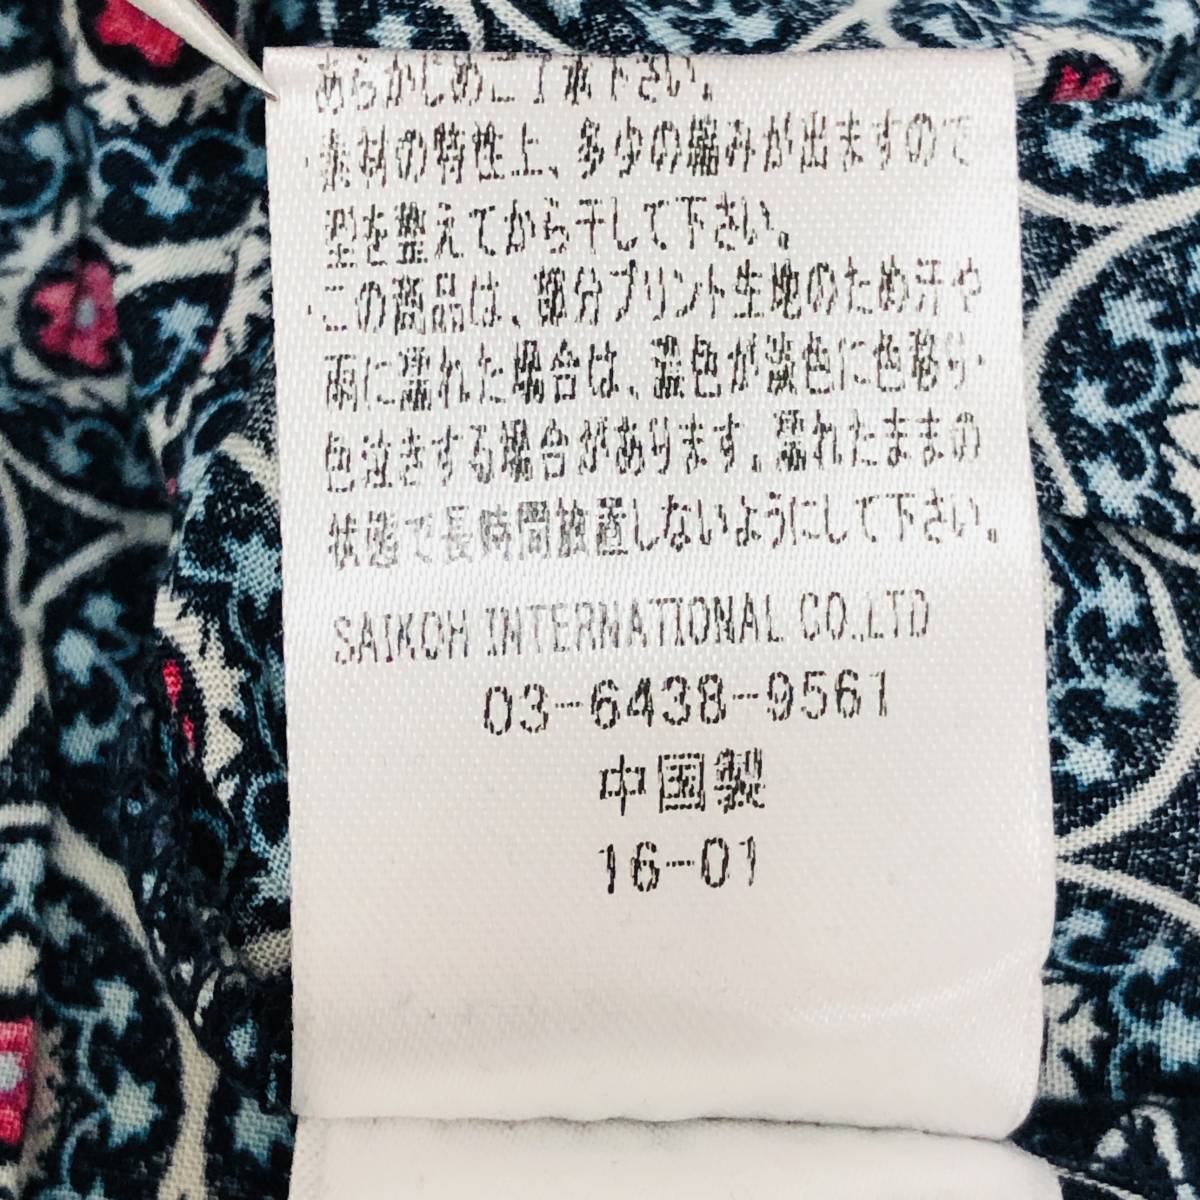 あらかじめご了承下さい。
素材の特性上、多少の縮みが出ますので
型を整えてから干して下さい。
この商品は、部分プリント生地のため汗や
雨に濡れた場合は、濃色が淡色に色移り・
色泣きする場合があります。濡れたままの
状態で長時間放置しないようにして下さい。
SAIKOH INTERNATIONAL CO.,LTD
03-6438-9561
中国製
16-01